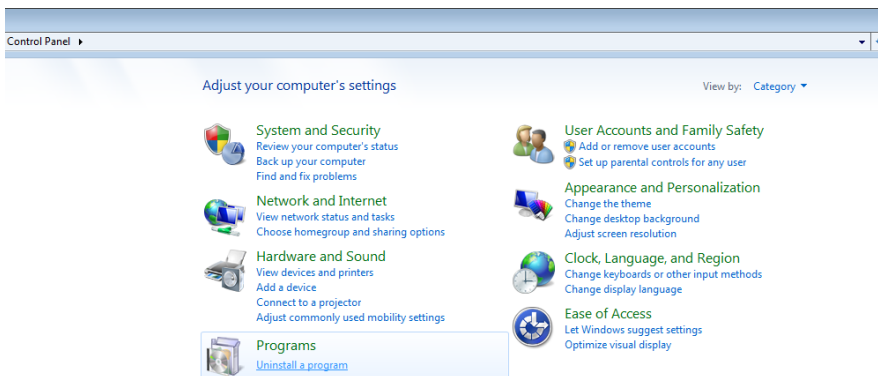 Control Panel
Adjust your computer's settings
View by: Category
System and Security
Review your computer's status
Back up your computer
Find and fix problems
Network and Internet
View network status and tasks
Choose homegroup and sharing options
Hardware and Sound
View devices and printers
Add a device
Connect to a projector
Adjust commonly used mobility settings
Programs
Uninstall a program
User Accounts and Family Safety
Add or remove user accounts
Set up parental controls for any user
Appearance and Personalization
Change the theme
Change desktop background
Adjust screen resolution
Clock, Language, and Region
Change keyboards or other input methods
Change display language
Ease of Access
Let Windows suggest settings
Optimize visual display